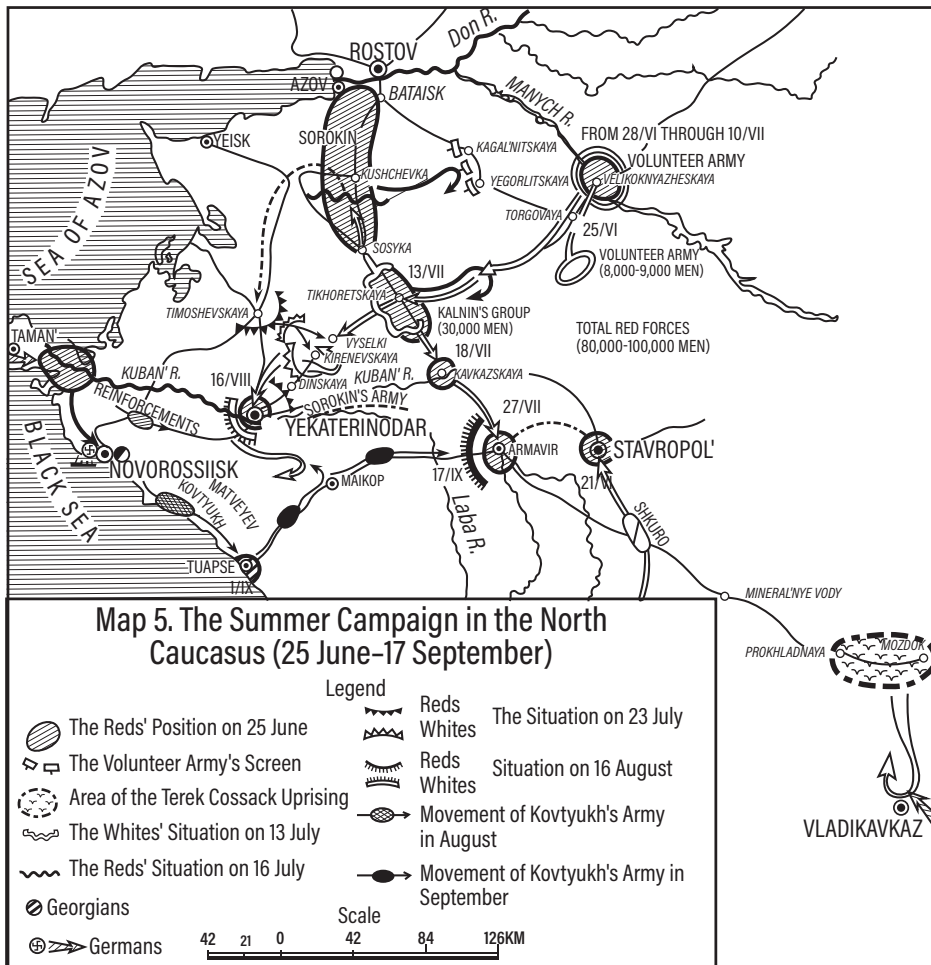 Don R.
ROSTOV
AZOV
BATAISK
MANYCH R.
FROM 28/VI THROUGH 10/VII
VOLUNTEER ARMY
VELIKOKNYAZHESKAYA
YEISK
SOROKIN
KAGAL'NITSKAYA
KUSHCHEVKA
YEGORLITSKAYA
TORGOVAYA
25/VI
VOLUNTEER ARMY
(8,000-9,000 MEN)
SEA OF AZOV
SOSYKA
13/VII
TIKHORETSKAYA
KALNIN'S GROUP
(30,000 MEN)
TOTAL RED FORCES
(80,000-100,000 MEN)
TIMOSHEVSKAYA
TAMAN'
VYSELKI
KIRENEVSKAYA
18/VII
KAVKAZSKAYA
KUBAN' R.
16/VIII
DINSKAYA
KUBAN' R.
REINFORCEMENTS
SOROKIN'S ARMY
YEKATERINODAR
27/VII
ARMAVIR
STAVROPOL'
21/VI
17/IX
BLACK SEA
NOVOROSSIISK
MAIKOP
KOVTYUKH
MATVEYEV
Laba R.
SHKURO
TUAPSE
1/IX
MINERAL'NYE VODY
PROKHLADNAYA
MOZDOK
VLADIKAVKAZ
Map 5. The Summer Campaign in the North
Caucasus (25 June–17 September)
Legend
The Reds' Position on 25 June
The Volunteer Army's Screen
Area of the Terek Cossack Uprising
The Whites' Situation on 13 July
The Reds' Situation on 16 July
Georgians
Germans
Reds
Whites
The Situation on 23 July
Reds
Whites
Situation on 16 August
Movement of Kovtyukh's Army
in August
Movement of Kovtyukh's Army in
September
Scale
42 21 0 42 84 126KM